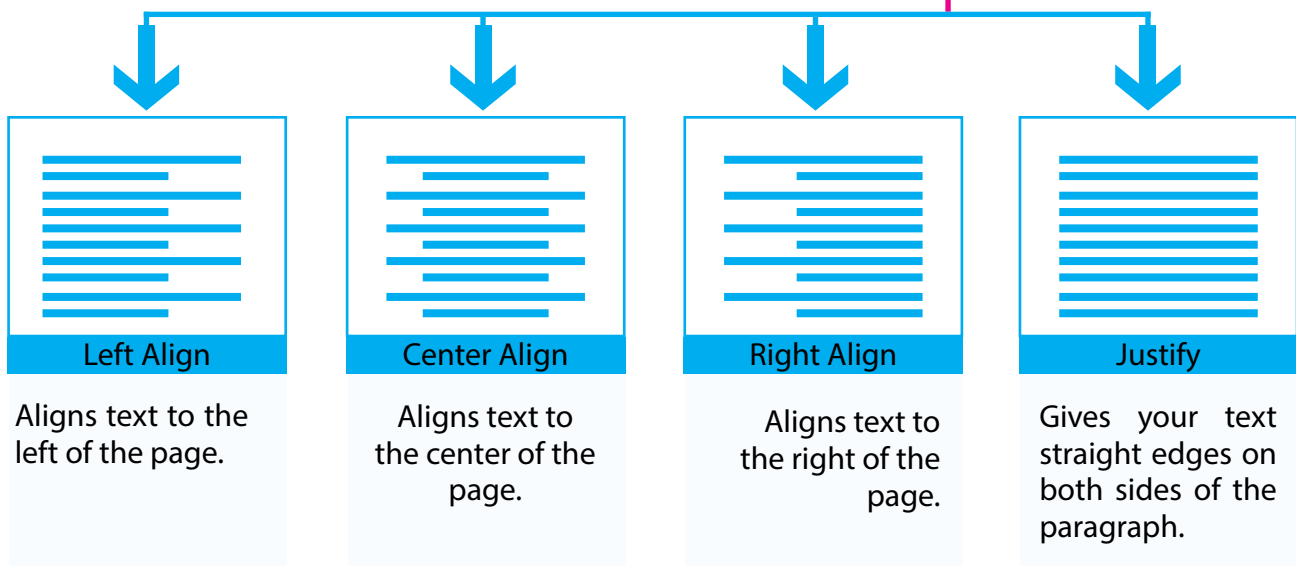 Left Align
Aligns text to the
left of the page.
Center Align
Aligns text to
the center of the
page.
Right Align
Aligns text to
the right of the
page.
Justify
Gives your text
straight edges on
both sides of the
paragraph.